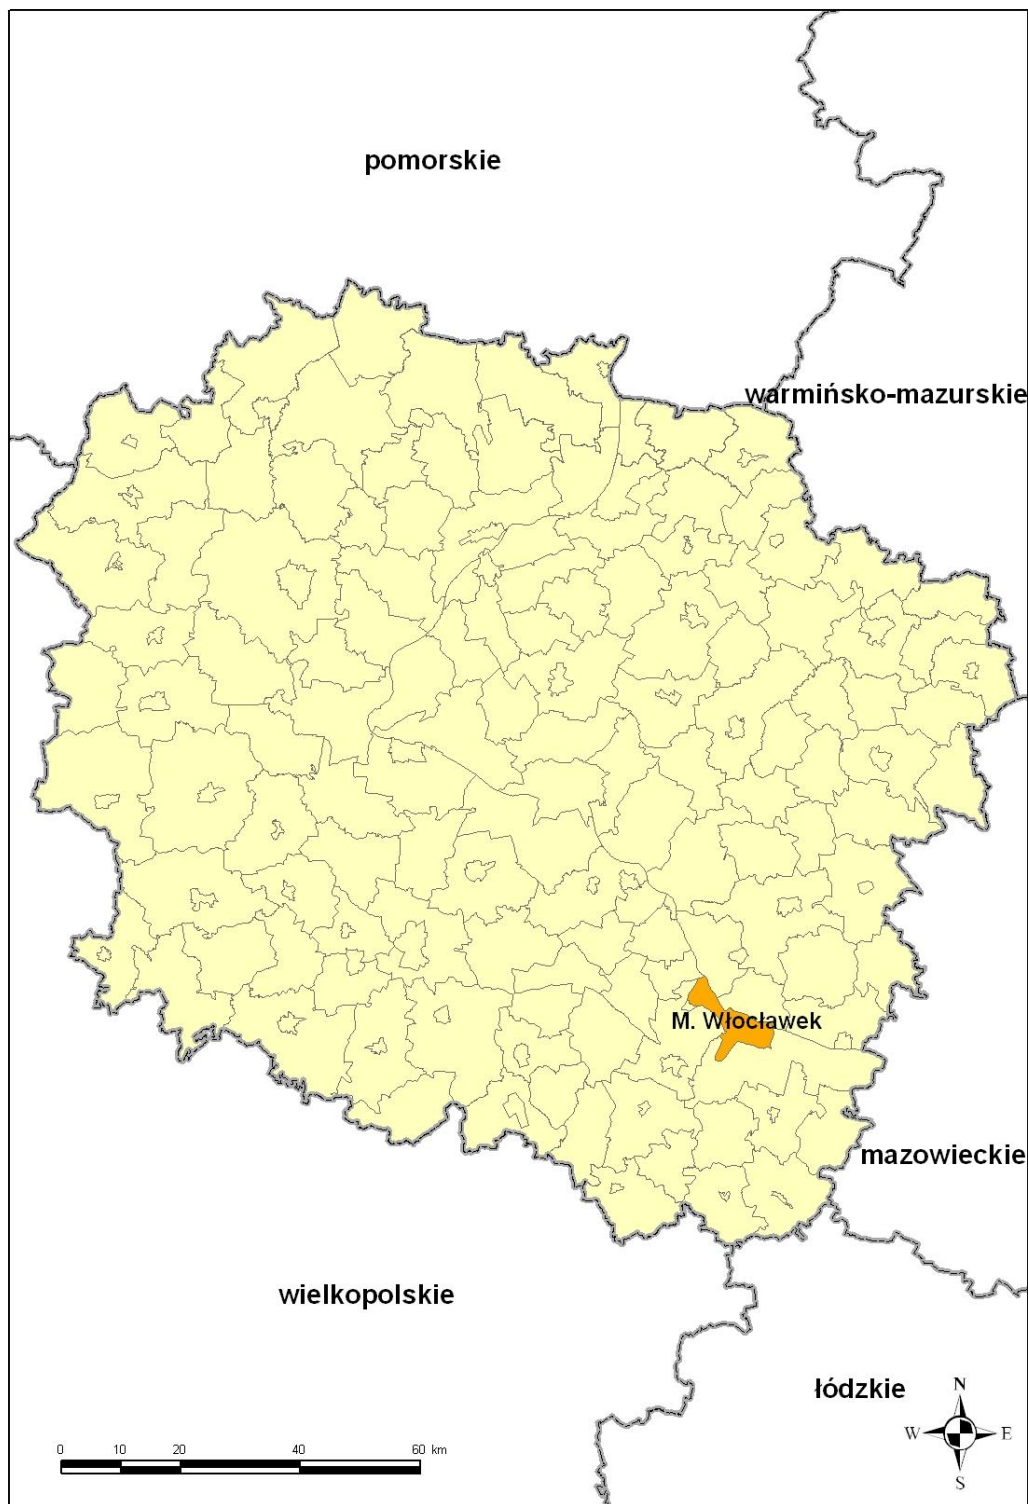 pomorskie
warmińsko-mazurskie
M. Włocławek
mazowieckie
wielkopolskie
łódzkie
N
W E
S
0 10 20 40 60 km